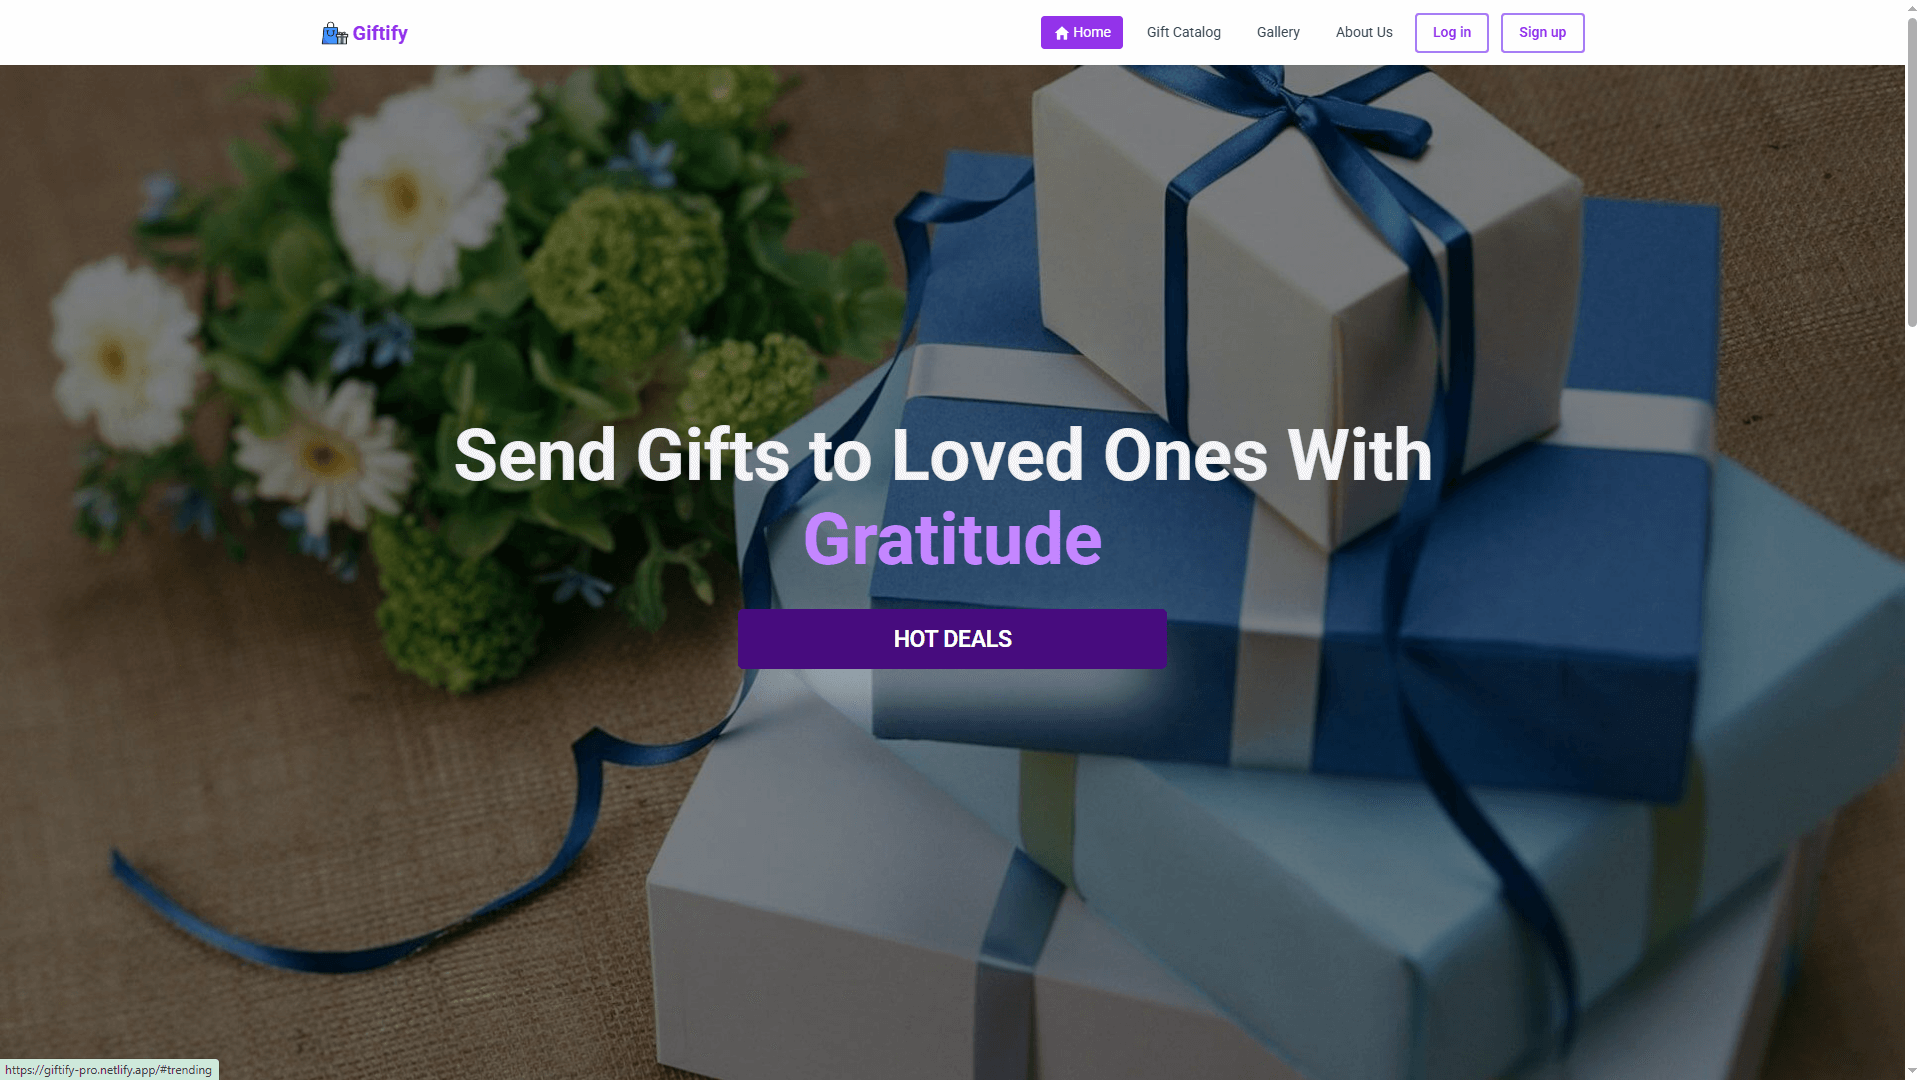 Giftify
Home
Gift Catalog
Gallery
About Us
Log in
Sign up
Send Gifts to Loved Ones With
Gratitude
HOT DEALS
https://giftify-pro.netlify.app/#trending